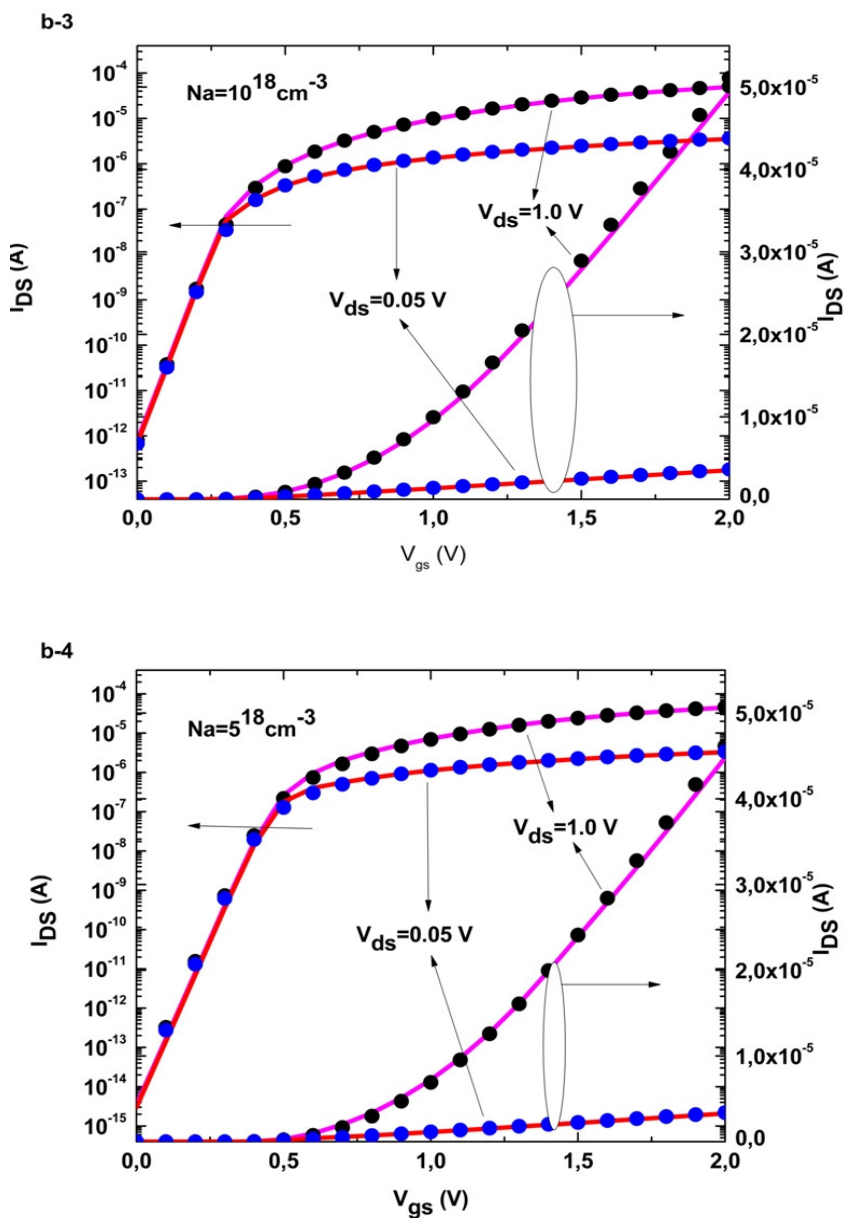 b-3
Na=10¹⁸cm⁻³
10⁻⁴
10⁻⁵
10⁻⁶
10⁻⁷
10⁻⁸
10⁻⁹
10⁻¹⁰
10⁻¹¹
10⁻¹²
10⁻¹³
I_DS (A)
5,0x10⁻⁵
4,0x10⁻⁵
3,0x10⁻⁵
2,0x10⁻⁵
1,0x10⁻⁵
0,0
I_DS (A)
V_ds=1.0 V
V_ds=0.05 V
0,0 0,5 1,0 1,5 2,0
V_gs (V)
b-4
Na=5¹⁸cm⁻³
10⁻⁴
10⁻⁵
10⁻⁶
10⁻⁷
10⁻⁸
10⁻⁹
10⁻¹⁰
10⁻¹¹
10⁻¹²
10⁻¹³
10⁻¹⁴
10⁻¹⁵
I_DS (A)
5,0x10⁻⁵
4,0x10⁻⁵
3,0x10⁻⁵
2,0x10⁻⁵
1,0x10⁻⁵
0,0
I_DS (A)
V_ds=1.0 V
V_ds=0.05 V
0,0 0,5 1,0 1,5 2,0
V_gs (V)